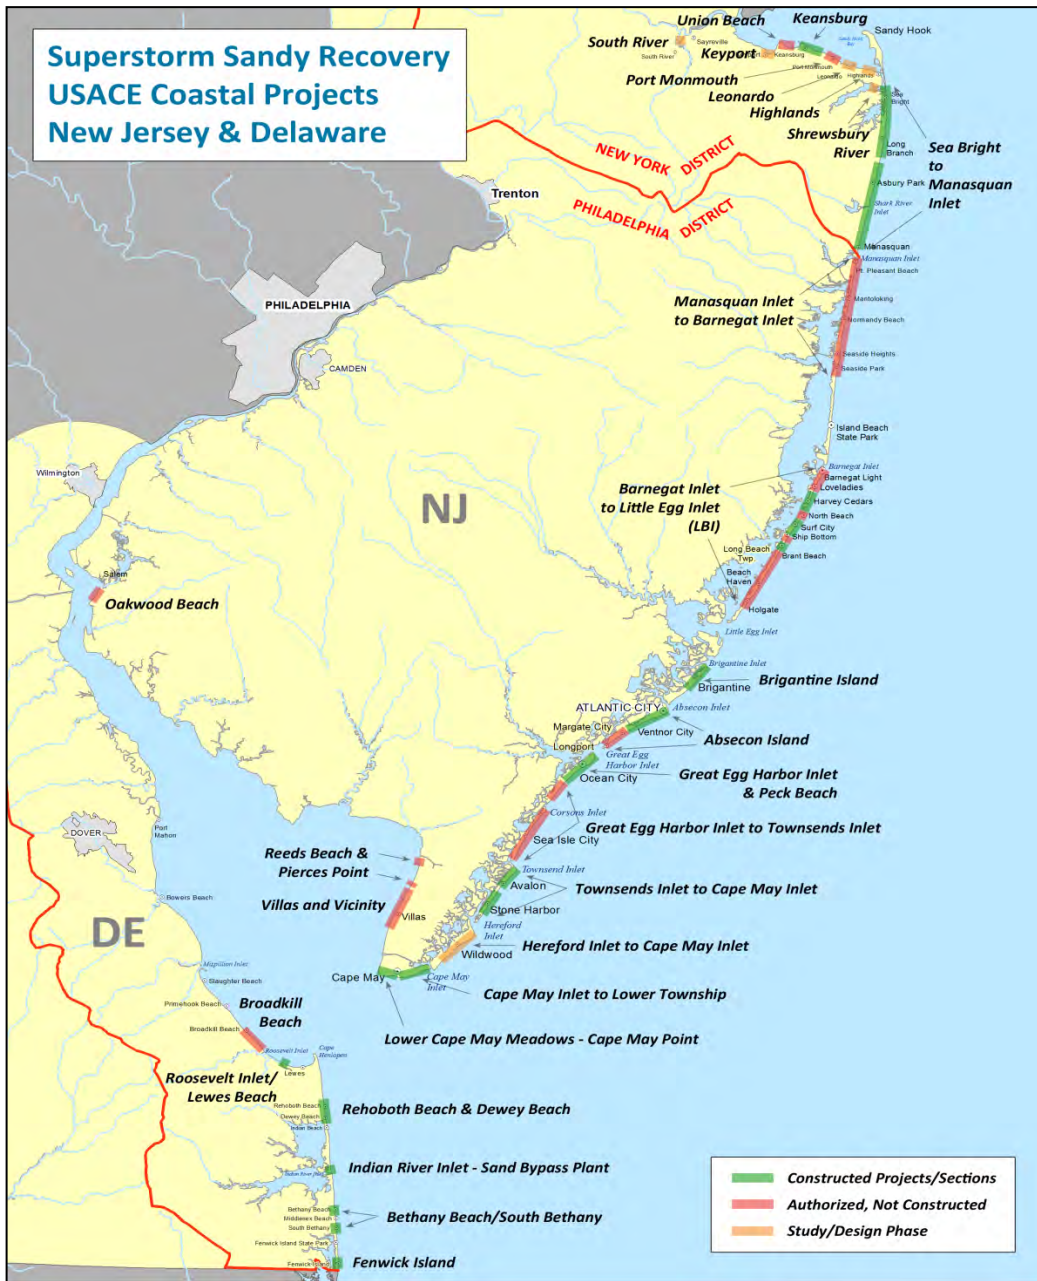 Superstorm Sandy Recovery
USACE Coastal Projects
New Jersey & Delaware
Union Beach
Keansburg
Sandy Hook
South River
Sayreville
South River
Keyport
Keansburg
Port Monmouth
Port Monmouth
Leonardo
Leonardo
Highlands
Highlands
Shrewsbury
River
Sea
Bright
Long
Branch
Sea Bright
to
Manasquan
Inlet
Asbury Park
Shark River
Inlet
NEW YORK DISTRICT
PHILADELPHIA DISTRICT
Trenton
Manasquan
Manasquan Inlet
Pt. Pleasant Beach
PHILADELPHIA
Manasquan Inlet
to Barnegat Inlet
Mantoloking
Normandy Beach
Seaside Heights
Seaside Park
CAMDEN
Island Beach
State Park
Wilmington
NJ
Barnegat Inlet
to Little Egg Inlet
(LBI)
Barnegat Inlet
Barnegat Light
Loveladies
Harvey Cedars
North Beach
Surf City
Ship Bottom
Brant Beach
Long Beach
Twp.
Beach
Haven
Holgate
Little Egg Inlet
Salem
Oakwood Beach
Brigantine Inlet
Brigantine
Brigantine Island
ATLANTIC CITY
Absecon Inlet
Margate City
Ventnor City
Absecon Island
Longport
Great Egg
Harbor Inlet
Ocean City
Great Egg Harbor Inlet
& Peck Beach
Corsons Inlet
Great Egg Harbor Inlet to Townsends Inlet
Sea Isle City
DOVER
Port
Mahon
Reeds Beach &
Pierces Point
Townsend Inlet
Avalon
Townsends Inlet to Cape May Inlet
Bowers Beach
Villas and Vicinity
Villas
Stone Harbor
Hereford
Inlet
DE
Wildwood
Hereford Inlet to Cape May Inlet
Mispillion Inlet
Cape May
Cape May
Inlet
Slaughter Beach
Cape May Inlet to Lower Township
Primehook Beach
Broadkill
Beach
Broadkill Beach
Lower Cape May Meadows - Cape May Point
Roosevelt Inlet
Cape
Henlopen
Lewes
Roosevelt Inlet/
Lewes Beach
Rehoboth Beach
Dewey Beach
Indian Beach
Rehoboth Beach & Dewey Beach
Indian River Inlet
Indian River Inlet - Sand Bypass Plant
Bethany Beach
Middlesex Beach
South Bethany
Bethany Beach/South Bethany
Fenwick Island State Park
Fenwick Island
Fenwick Island
Constructed Projects/Sections
Authorized, Not Constructed
Study/Design Phase